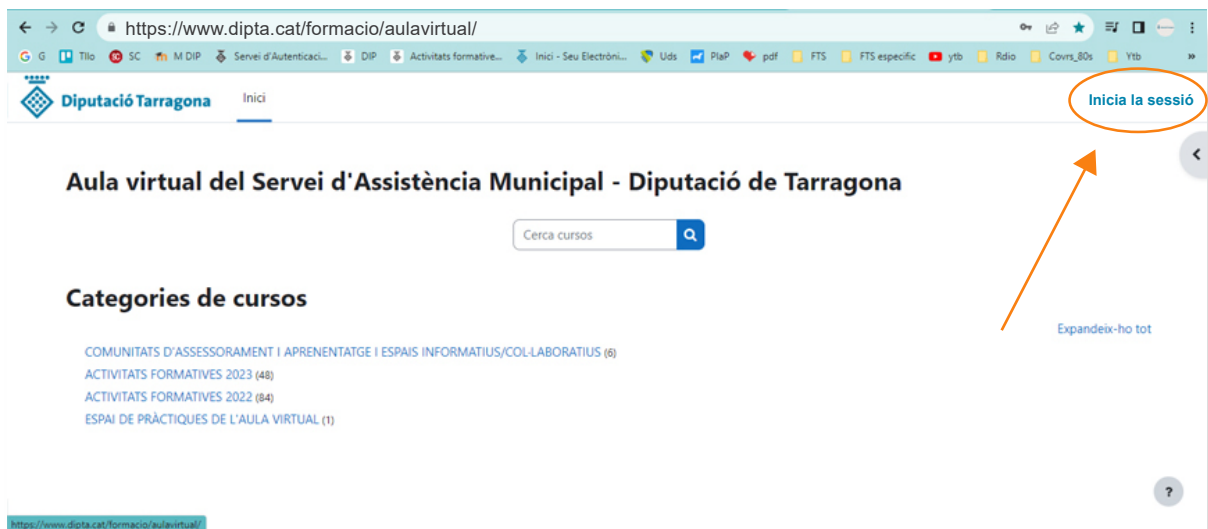 https://www.dipta.cat/formacio/aulavirtual/
G Tllo SC M DIP Servei d'Autenticaci... DIP Activitats formative... Inici - Seu Electròni... Uds PlaP pdf FTS FTS especific ytb Rdio Covrs_80s Ytb »
Diputació Tarragona Inici Inicia la sessió
Aula virtual del Servei d'Assistència Municipal - Diputació de Tarragona
Cerca cursos
Categories de cursos
Expandeix-ho tot
COMUNITATS D'ASSESSORAMENT I APRENENTATGE I ESPAIS INFORMATIUS/COL·LABORATIUS (6)
ACTIVITATS FORMATIVES 2023 (48)
ACTIVITATS FORMATIVES 2022 (84)
ESPAI DE PRÀCTIQUES DE L'AULA VIRTUAL (1)
?
https://www.dipta.cat/formacio/aulavirtual/